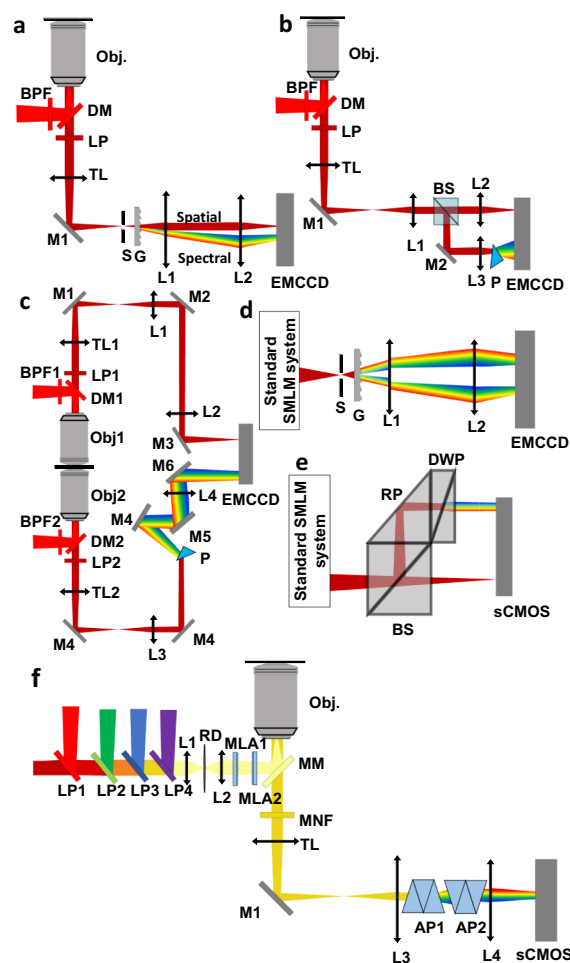 a
Obj.
BPF
DM
LP
TL
M1
S
G
Spatial
Spectral
L1
L2
EMCCD
b
Obj.
BPF
DM
LP
TL
M1
L1
BS
L2
M2
L3
P
EMCCD
c
M1
L1
M2
TL1
BPF1
LP1
DM1
L2
Obj1
M3
M6
EMCCD
L4
Obj2
M4
M5
BPF2
DM2
P
LP2
TL2
M4
L3
M4
d
Standard
SMLM system
S
G
L1
L2
EMCCD
e
DWP
RP
Standard SMLM
system
BS
sCMOS
f
Obj.
L1
RD
MLA1
MM
LP1
LP2
LP3
LP4
L2
MLA2
MNF
TL
M1
AP1
AP2
L3
L4
sCMOS